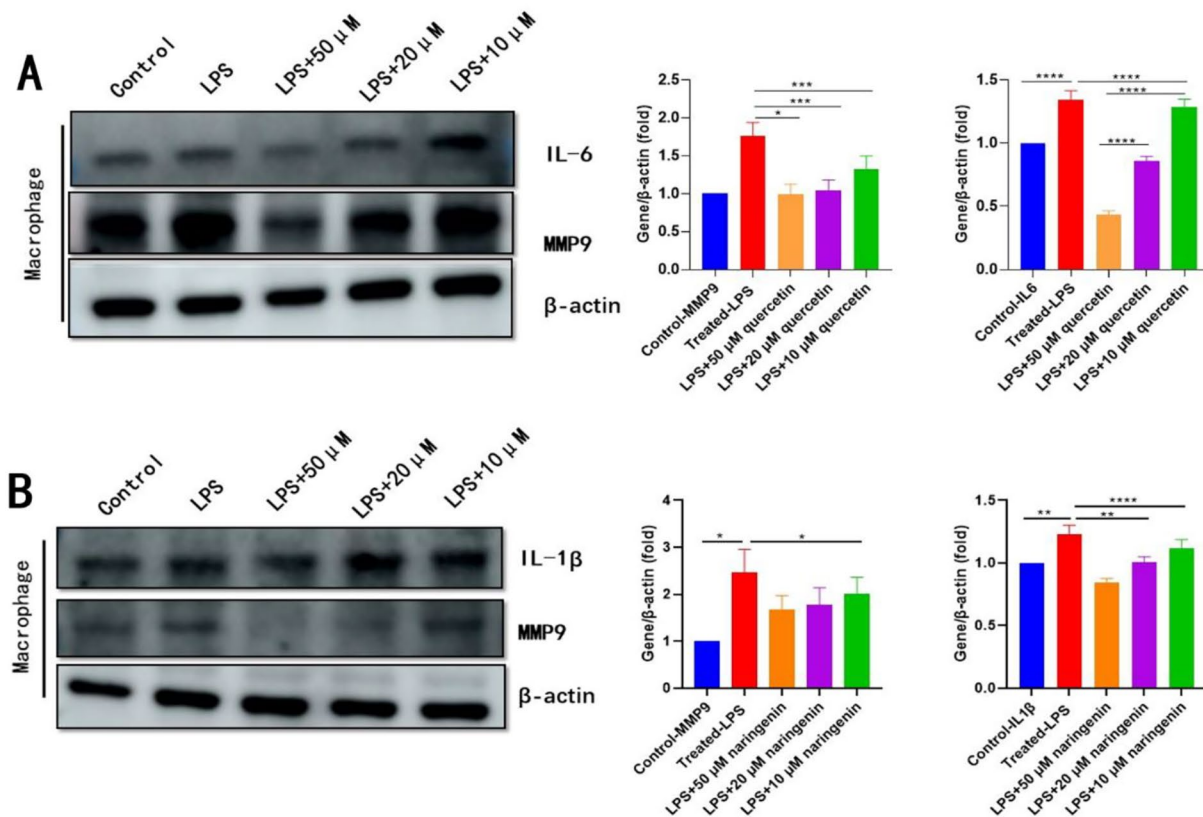 A
Control
LPS
LPS+50 μM
LPS+20 μM
LPS+10 μM
Macrophage
IL-6
MMP9
β-actin
Gene/β-actin (fold)
2.5
2.0
1.5
1.0
0.5
0.0
***
***
*
Control-MMP9
Treated-LPS
LPS+50 μM quercetin
LPS+20 μM quercetin
LPS+10 μM quercetin
Gene/β-actin (fold)
1.5
1.0
0.5
0.0
****
****
****
****
Control-IL6
Treated-LPS
LPS+50 μM quercetin
LPS+20 μM quercetin
LPS+10 μM quercetin
B
Control
LPS
LPS+50 μM
LPS+20 μM
LPS+10 μM
Macrophage
IL-1β
MMP9
β-actin
Gene/β-actin (fold)
4
3
2
1
0
*
*
Control-MMP9
Treated-LPS
LPS+50 μM naringenin
LPS+20 μM naringenin
LPS+10 μM naringenin
Gene/β-actin (fold)
1.5
1.0
0.5
0.0
**
****
**
Control-IL1β
Treated-LPS
LPS+50 μM naringenin
LPS+20 μM naringenin
LPS+10 μM naringenin